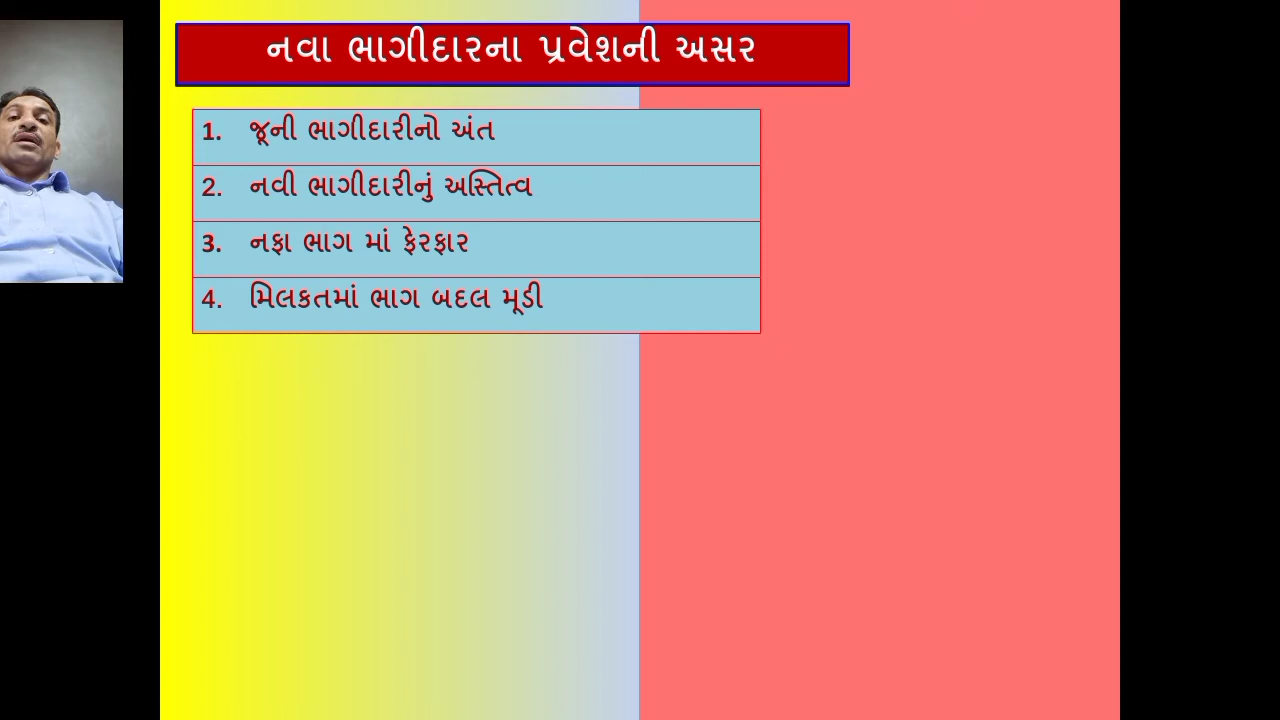 નવા ભાગીદારના પ્રવેશની અસર
1. જૂની ભાગીદારીનો અંત
2. નવી ભાગીદારીનું અસ્તિત્વ
3. નફા ભાગ માં ફેરફાર
4. મિલકતમાં ભાગ બદલ મૂડી